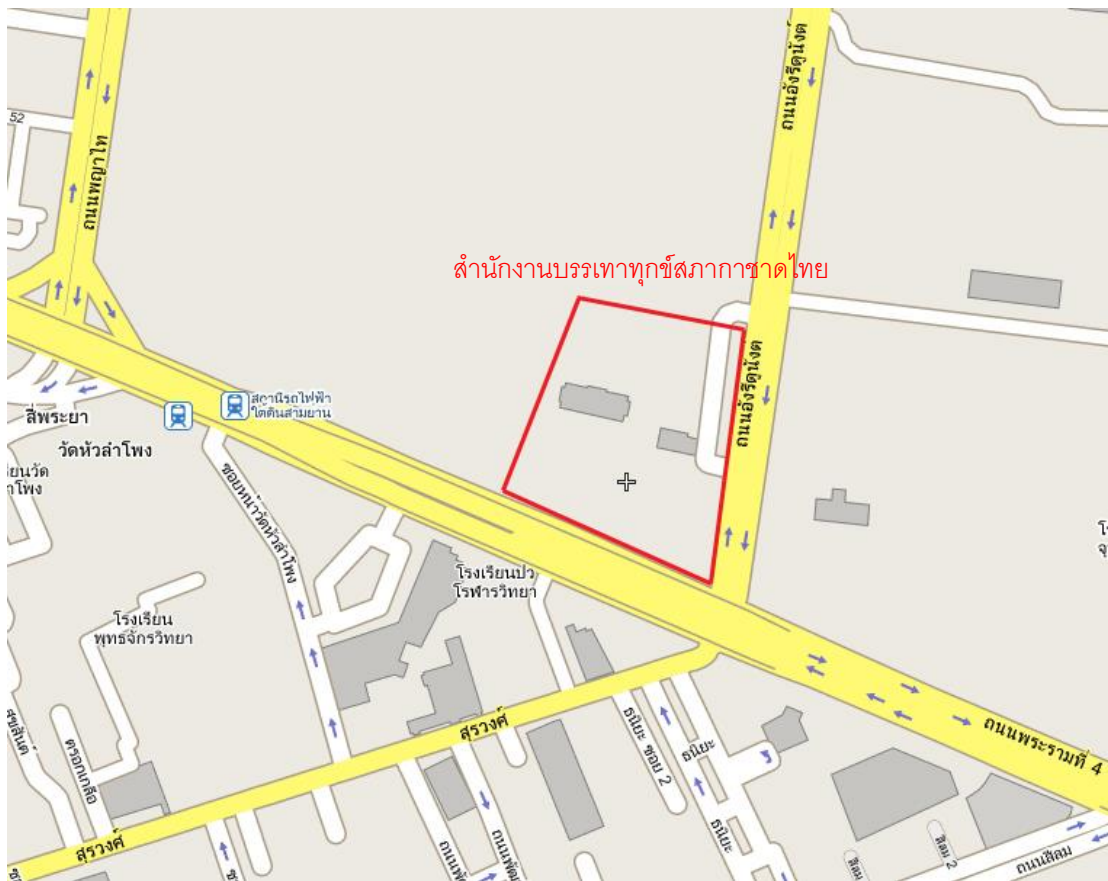 ถนนอังรีดูนังต์
52
ถนนพญาไท
สำนักงานบรรเทาทุกข์สภากาชาดไทย
ถนนอังรีดูนังต์
สถานีรถไฟฟ้า
ใต้ดินสามยาน
สี่พระยา
วัดหัวลำโพง
ซอยหน้าวัดหัวลำโพง
โรงเรียนปว
โรฬารวิทยา
โรงเรียน
พุทธจักรวิทยา
สุรวงศ์
ธนิยะ ซอย 2
ธนิยะ
ธนิยะ
ถนนพระรามที่ 4
ตรอกเกลือ
สุรวงศ์
สีลม 2
ถนนสีลม